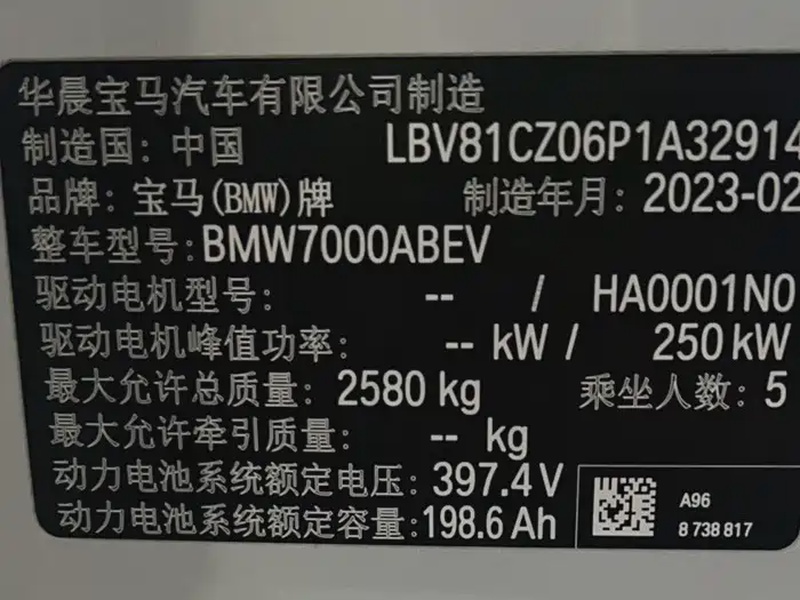 华晨宝马汽车有限公司制造
制造国：中国 LBV81CZ06P1A32914
品牌：宝马(BMW)牌 制造年月：2023-02
整车型号:BMW7000ABEV
驱动电机型号： -- / HA0001N0
驱动电机峰值功率： -- kW / 250 kW
最大允许总质量：2580 kg 乘坐人数：5
最大允许牵引质量： -- kg
动力电池系统额定电压：397.4V
动力电池系统额定容量:198.6 Ah
A96
8 738 817